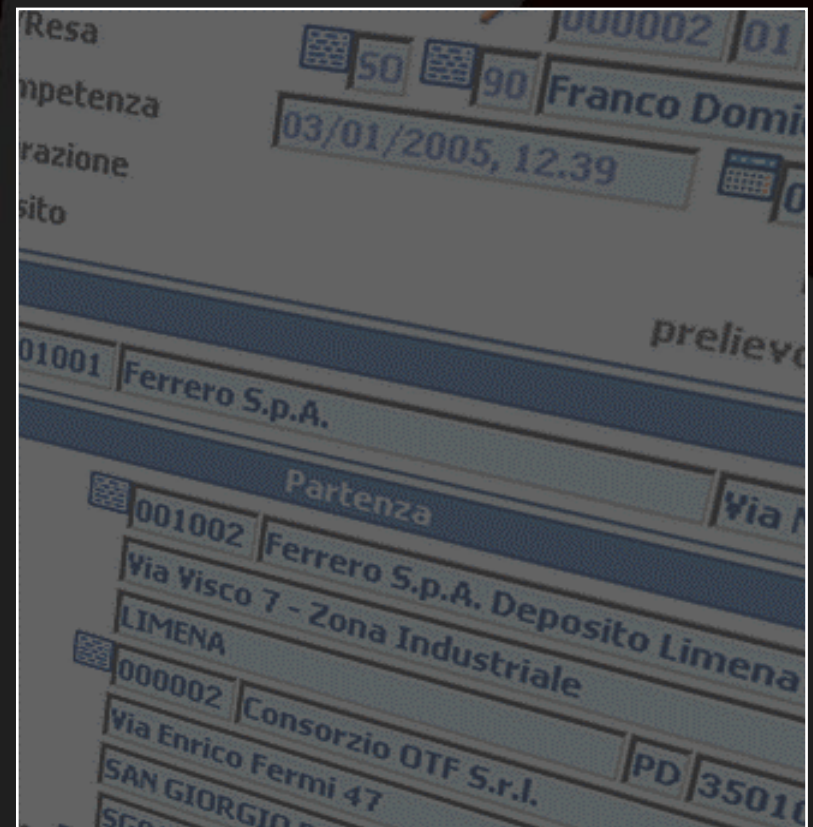 /Resa
000002 01
mpetenza
50 90 Franco Domi
razione
03/01/2005, 12.39 0
sito
prelievo
01001 Ferrero S.p.A. Via
Partenza
001002 Ferrero S.p.A. Deposito Limena
Via Visco 7 - Zona Industriale
LIMENA
PD 35010
000002 Consorzio OTF S.r.l.
Via Enrico Fermi 47
SAN GIORGIO